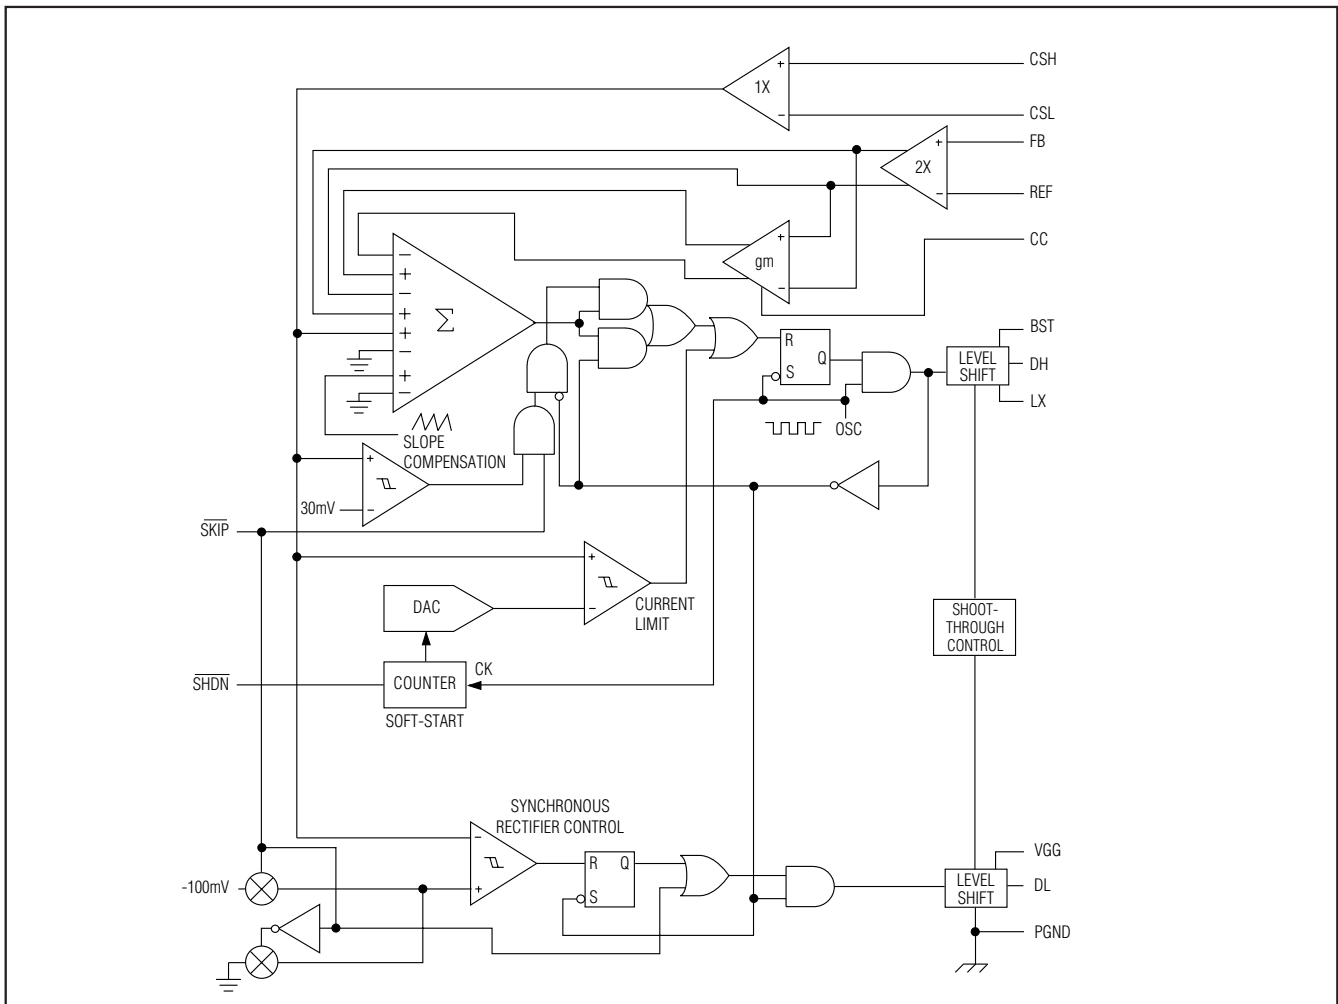 CSH
+
1X
-
CSL
FB
+
2X
-
REF
CC
+
gm
-
-
+
-
+
+
-
+
-
Σ
BST
LEVEL
SHIFT
DH
LX
R
Q
S
OSC
SLOPE
COMPENSATION
+
30mV
-
SKIP
+
-
CURRENT
LIMIT
DAC
SHOOT-
THROUGH
CONTROL
CK
SHDN
COUNTER
SOFT-START
SYNCHRONOUS
RECTIFIER CONTROL
-
+
R
Q
S
-100mV
VGG
LEVEL
SHIFT
DL
PGND